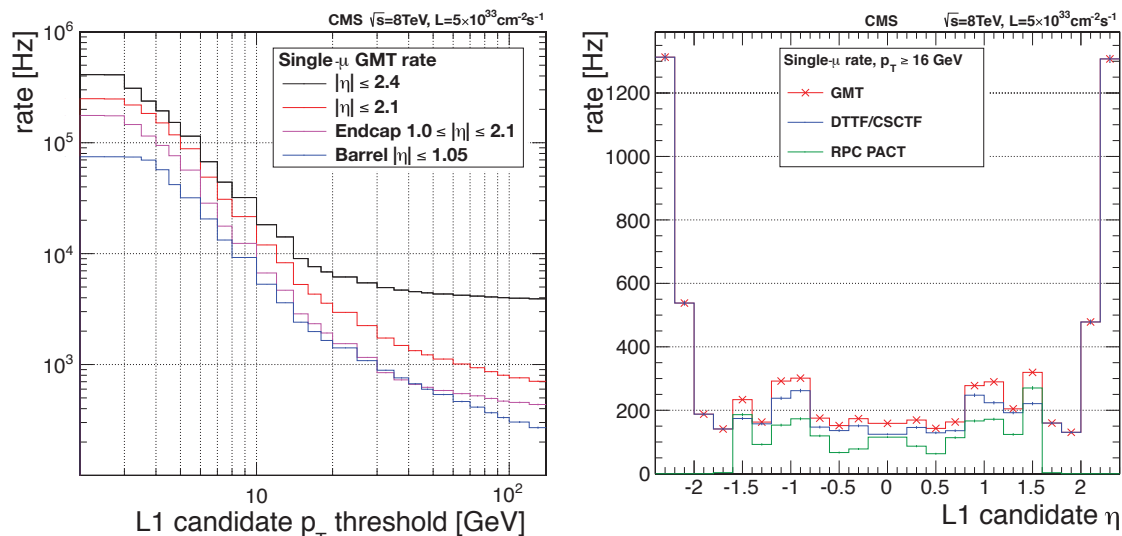 CMS √s=8TeV, L=5×10³³cm⁻²s⁻¹
rate [Hz]
10⁶
10⁵
10⁴
10³
Single-μ GMT rate
|η| ≤ 2.4
|η| ≤ 2.1
Endcap 1.0 ≤ |η| ≤ 2.1
Barrel |η| ≤ 1.05
10
10²
L1 candidate p_T threshold [GeV]
CMS √s=8TeV, L=5×10³³cm⁻²s⁻¹
rate [Hz]
1200
1000
800
600
400
200
0
Single-μ rate, p_T ≥ 16 GeV
GMT
DTTF/CSCTF
RPC PACT
-2 -1.5 -1 -0.5 0 0.5 1 1.5 2
L1 candidate η